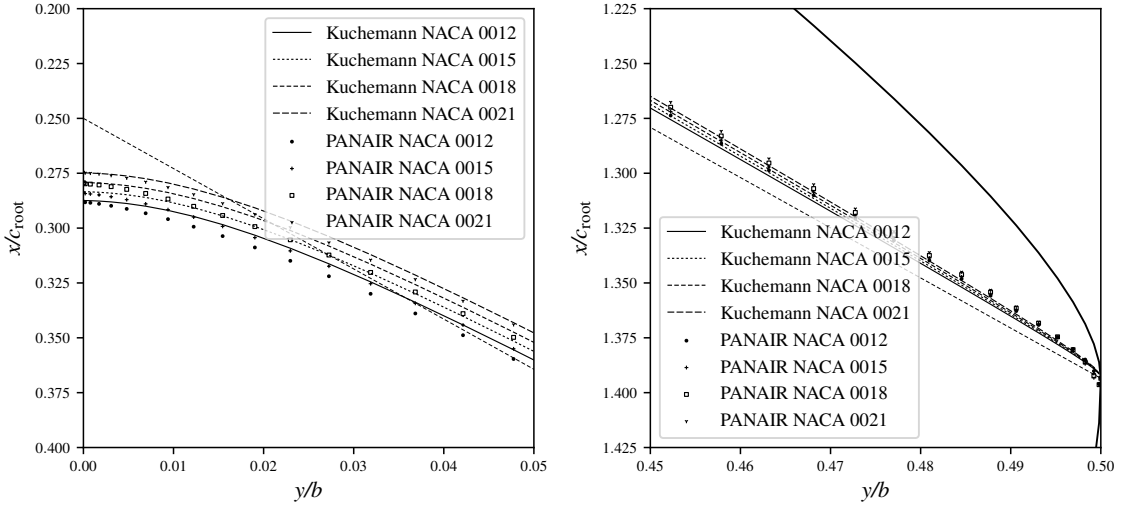 0.200
0.225
0.250
0.275
0.300
0.325
0.350
0.375
0.400
x/c_root
0.00
0.01
0.02
0.03
0.04
0.05
y/b
Kuchemann NACA 0012
Kuchemann NACA 0015
Kuchemann NACA 0018
Kuchemann NACA 0021
PANAIR NACA 0012
PANAIR NACA 0015
PANAIR NACA 0018
PANAIR NACA 0021
1.225
1.250
1.275
1.300
1.325
1.350
1.375
1.400
1.425
x/c_root
0.45
0.46
0.47
0.48
0.49
0.50
y/b
Kuchemann NACA 0012
Kuchemann NACA 0015
Kuchemann NACA 0018
Kuchemann NACA 0021
PANAIR NACA 0012
PANAIR NACA 0015
PANAIR NACA 0018
PANAIR NACA 0021